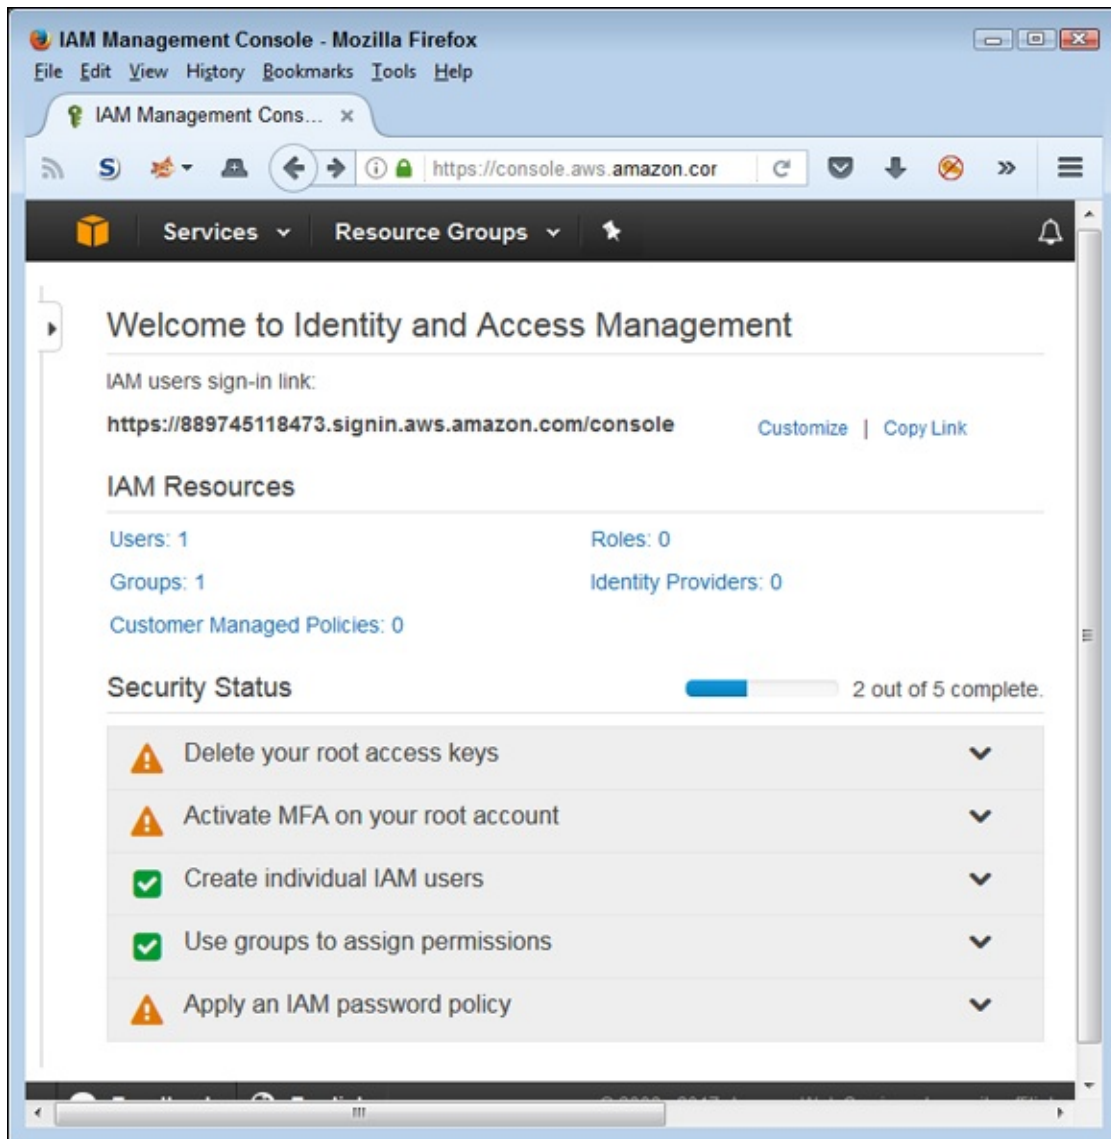 IAM Management Console - Mozilla Firefox
File Edit View History Bookmarks Tools Help
IAM Management Cons... ×
S https://console.aws.amazon.cor
Services Resource Groups
Welcome to Identity and Access Management
IAM users sign-in link:
https://889745118473.signin.aws.amazon.com/console Customize | Copy Link
IAM Resources
Users: 1 Roles: 0
Groups: 1 Identity Providers: 0
Customer Managed Policies: 0
Security Status 2 out of 5 complete.
Delete your root access keys
Activate MFA on your root account
Create individual IAM users
Use groups to assign permissions
Apply an IAM password policy